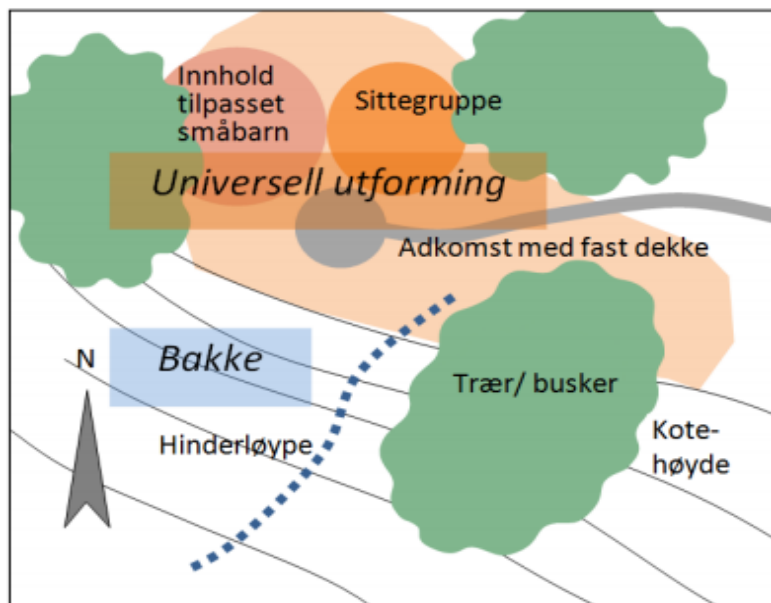 Innhold
tilpasset
småbarn
Sittegruppe
Universell utforming
Adkomst med fast dekke
N
Bakke
Trær/ busker
Hinderløype
Kote-
høyde